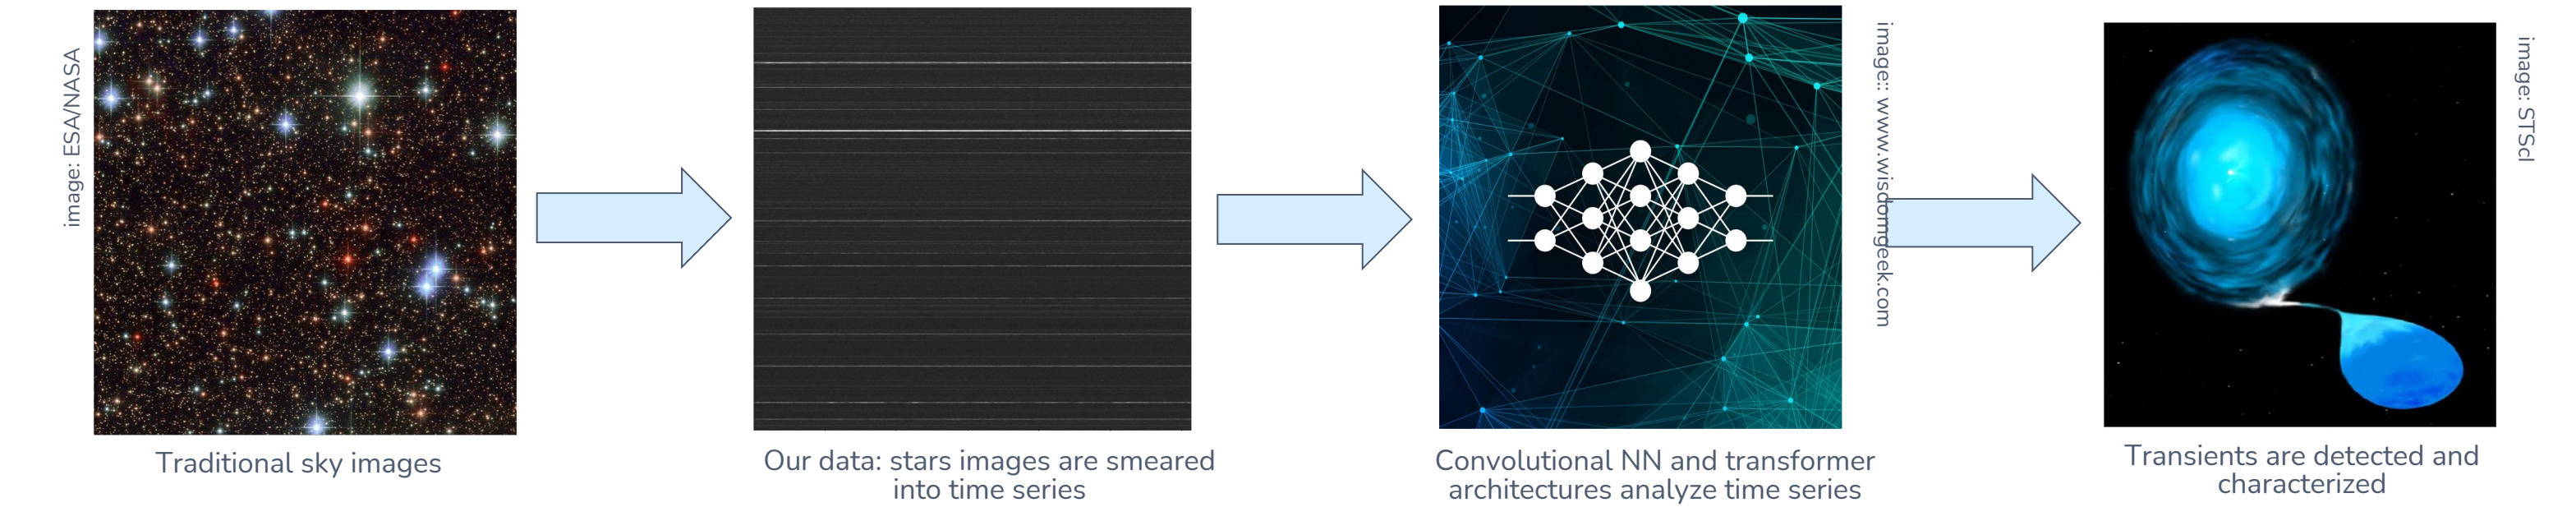 image: ESA/NASA
Traditional sky images
Our data: stars images are smeared
into time series
image:: www.wisdomgeek.com
Convolutional NN and transformer
architectures analyze time series
image: STScI
Transients are detected and
characterized